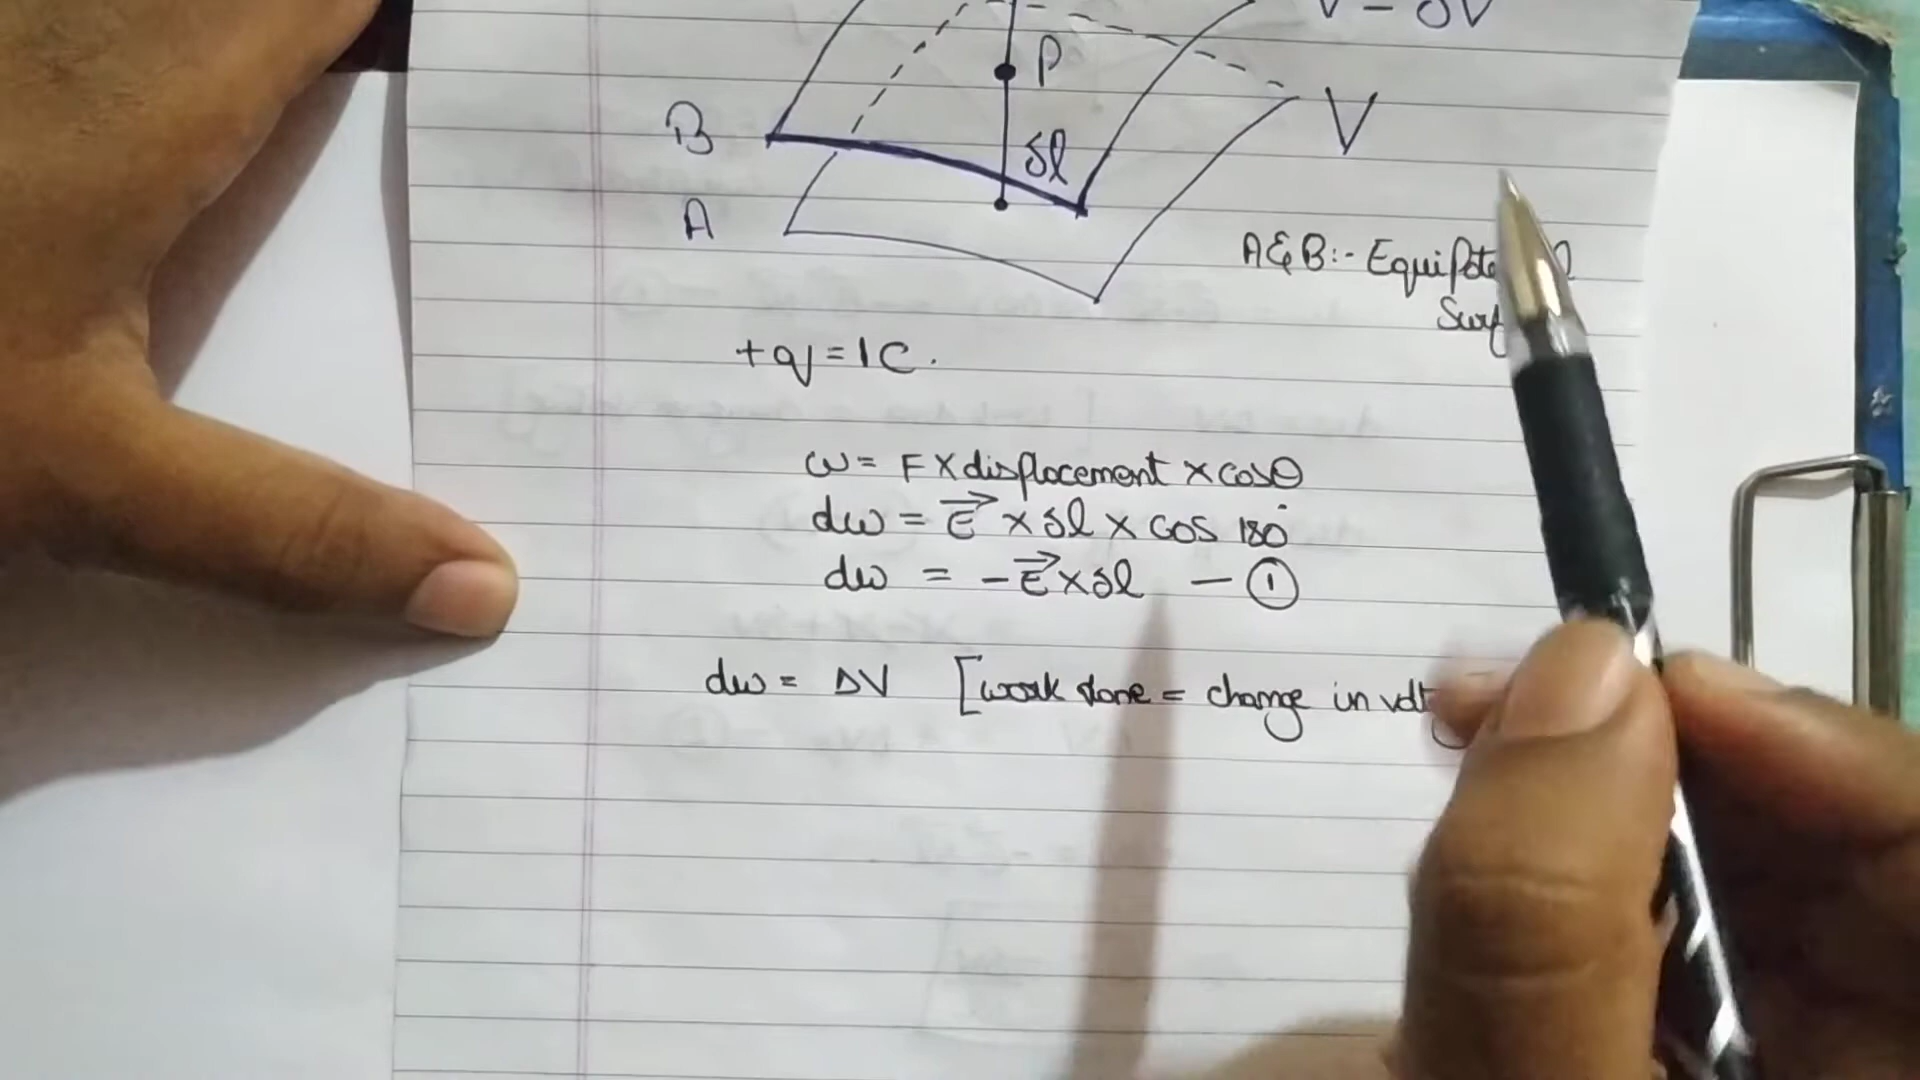 V - δV
P
B
δl
V
A
A&B:- Equipote
Surf
+q = 1C.
W = F × displacement × cosθ
dw = E⃗ × δl × cos 180°
dw = -E⃗ × δl — ①
dw = ΔV [work done = change in volt